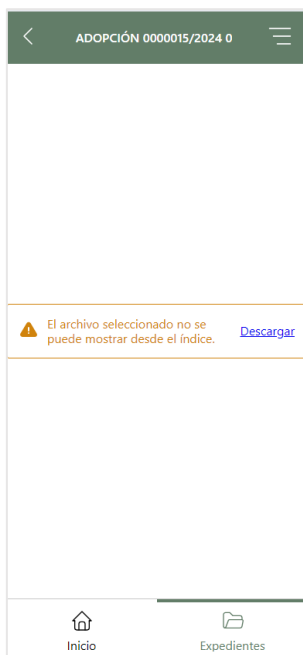 ADOPCIÓN 0000015/2024 0
El archivo seleccionado no se
puede mostrar desde el índice.
Descargar
Inicio
Expedientes